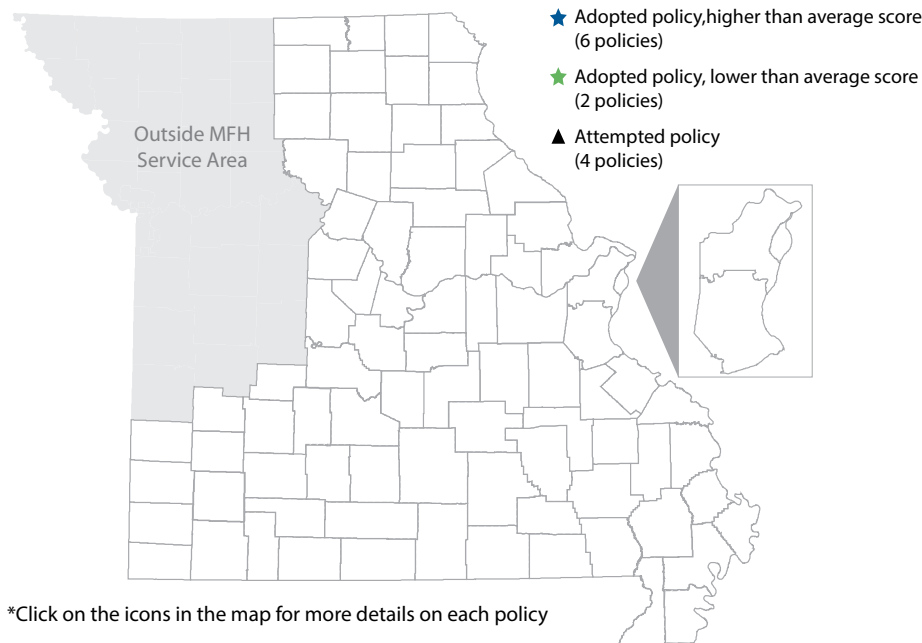 Adopted policy,higher than average score
(6 policies)
Adopted policy, lower than average score
(2 policies)
Attempted policy
(4 policies)
Outside MFH
Service Area
*Click on the icons in the map for more details on each policy